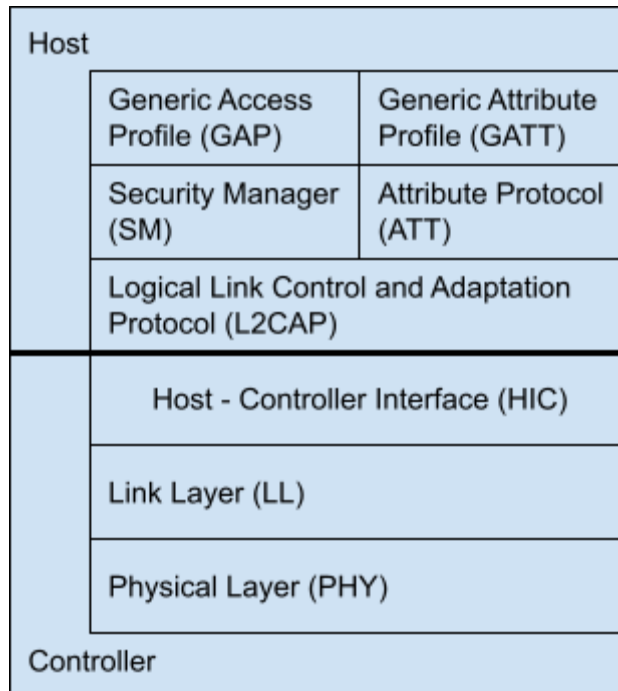 Host
Generic Access
Profile (GAP)
Generic Attribute
Profile (GATT)
Security Manager
(SM)
Attribute Protocol
(ATT)
Logical Link Control and Adaptation
Protocol (L2CAP)
Host - Controller Interface (HIC)
Link Layer (LL)
Physical Layer (PHY)
Controller